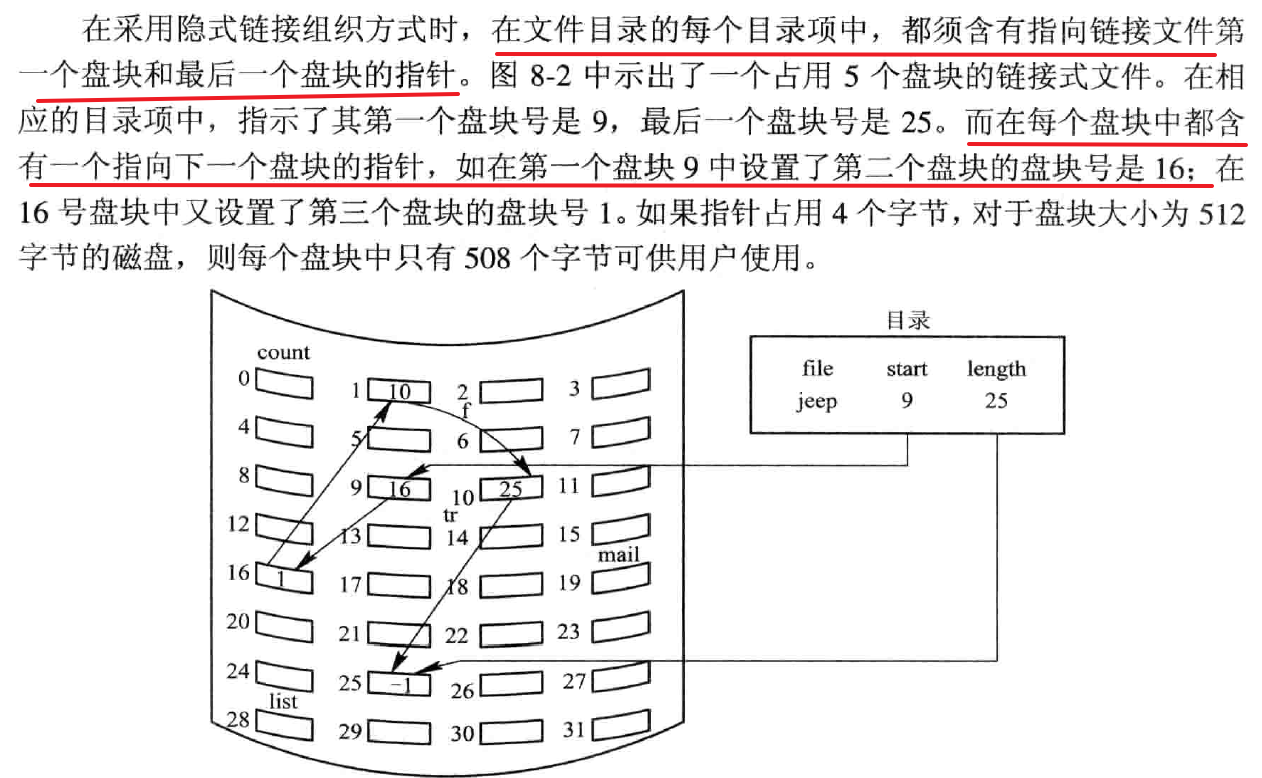 在采用隐式链接组织方式时，在文件目录的每个目录项中，都须含有指向链接文件第
一个盘块和最后一个盘块的指针。图 8-2 中示出了一个占用 5 个盘块的链接式文件。在相
应的目录项中，指示了其第一个盘块号是 9，最后一个盘块号是 25。而在每个盘块中都含
有一个指向下一个盘块的指针，如在第一个盘块 9 中设置了第二个盘块的盘块号是 16；在
16 号盘块中又设置了第三个盘块的盘块号 1。如果指针占用 4 个字节，对于盘块大小为 512
字节的磁盘，则每个盘块中只有 508 个字节可供用户使用。
目录
file start length
jeep 9 25
count
0 1 10 2 3
f
4 5 6 7
8 9 16 10 25 11
tr
12 13 14 15
mail
16 1 17 18 19
20 21 22 23
24 25 -1 26 27
list
28 29 30 31